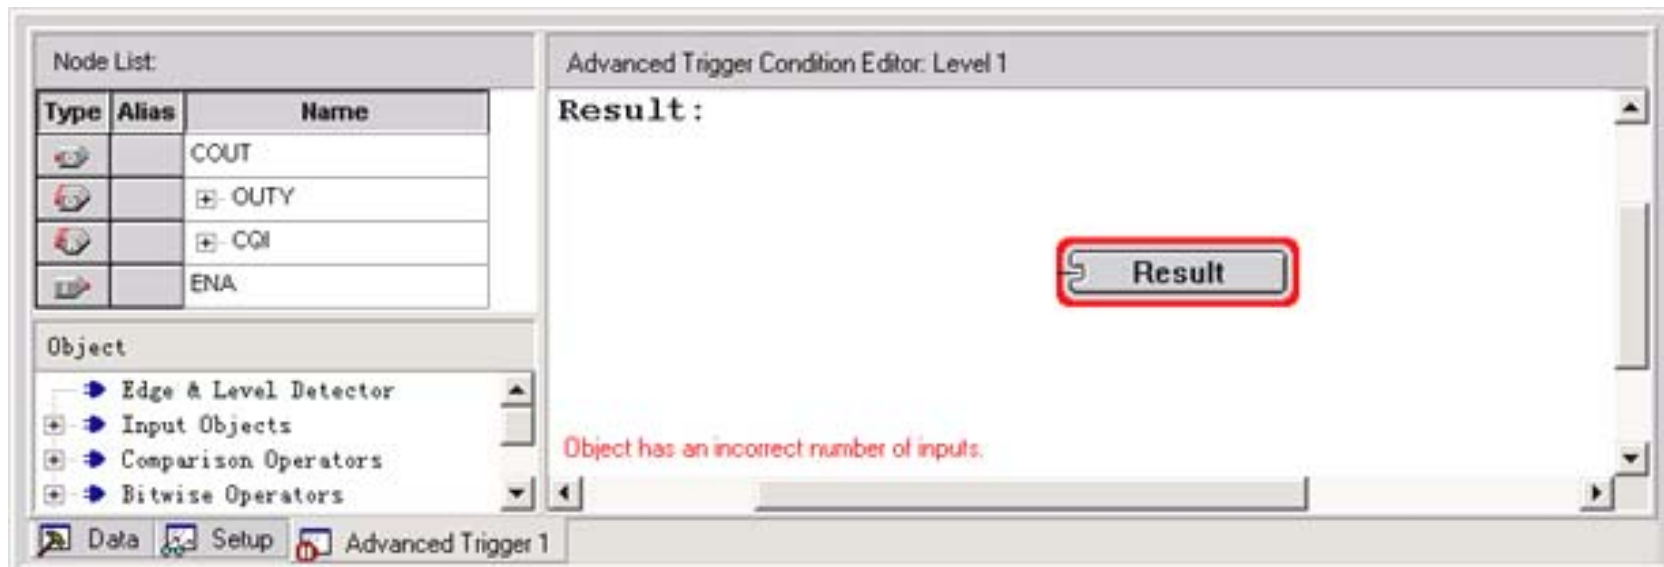 Node List:
Type Alias Name
COUT
OUTY
CQI
ENA
Object
Edge & Level Detector
Input Objects
Comparison Operators
Bitwise Operators
Advanced Trigger Condition Editor: Level 1
Result:
Result
Object has an incorrect number of inputs.
Data Setup Advanced Trigger 1